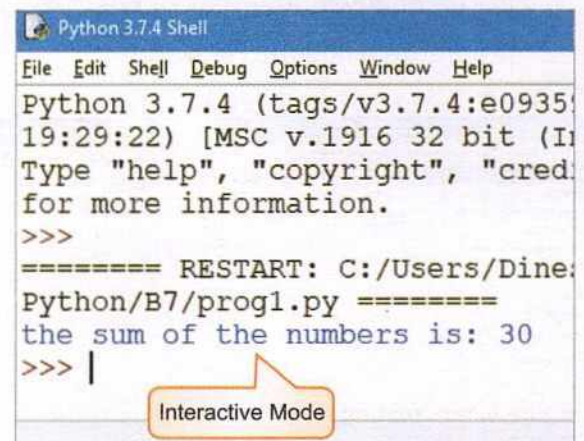 Python 3.7.4 Shell
File Edit Shell Debug Options Window Help
Python 3.7.4 (tags/v3.7.4:e0935
19:29:22) [MSC v.1916 32 bit (I
Type "help", "copyright", "cred
for more information.
>>>
======== RESTART: C:/Users/Dine
Python/B7/prog1.py ========
the sum of the numbers is: 30
>>>
Interactive Mode